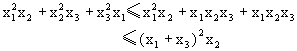 x₁²x₂ + x₂²x₃ + x₃²x₁ ≤ x₁²x₂ + x₁x₂x₃ + x₁x₂x₃
≤ (x₁ + x₃)²x₂